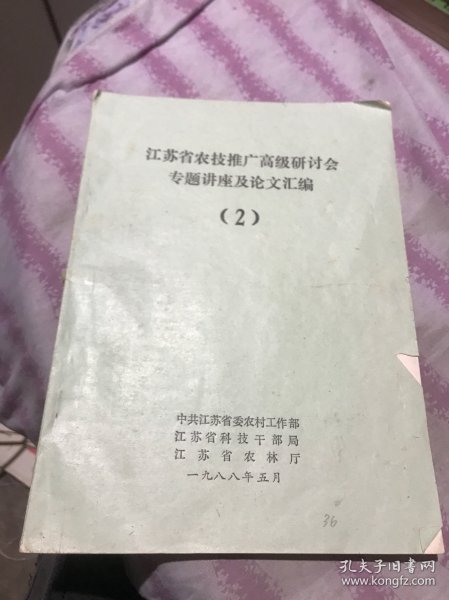 江苏省农技推广高级研讨会
专题讲座及论文汇编
（2）
中共江苏省委农村工作部
江苏省科技干部局
江苏省农林厅
一九八八年五月
36
孔夫子旧书网
www.kongfz.com